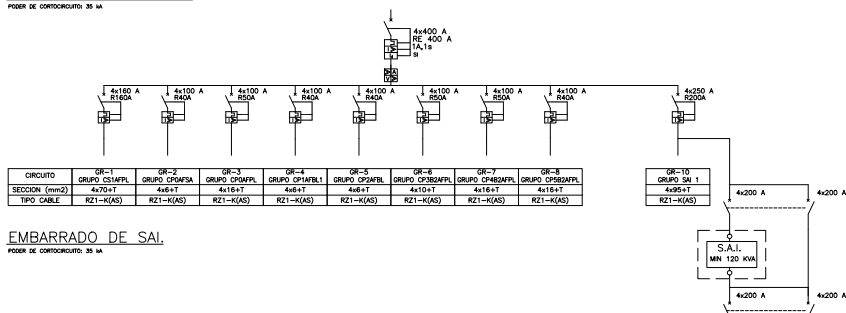 PODER DE CORTOCIRCUITO: 35 kA
4x400 A
RE 400 A
1A,1s
SI
4x160 A
R160A
4x100 A
R40A
4x100 A
R50A
4x100 A
R40A
4x100 A
R40A
4x100 A
R50A
4x100 A
R50A
4x100 A
R40A
4x250 A
R200A
CIRCUITO GR-1 GR-2 GR-3 GR-4 GR-5 GR-6 GR-7 GR-8 GR-10
GRUPO CS1AFPL GRUPO CP0AFSA GRUPO CP0AFPL GRUPO CP1AFBL1 GRUPO CP2AFBL GRUPO CP3B2AFPL GRUPO CP4B2AFPL GRUPO CP5B2AFPL GRUPO SAI 1
SECCION (mm2) 4x70+T 4x6+T 4x16+T 4x6+T 4x6+T 4x10+T 4x16+T 4x16+T 4x95+T
TIPO CABLE RZ1-K(AS) RZ1-K(AS) RZ1-K(AS) RZ1-K(AS) RZ1-K(AS) RZ1-K(AS) RZ1-K(AS) RZ1-K(AS) RZ1-K(AS)
4x200 A 4x200 A
EMBARRADO DE SAI.
PODER DE CORTOCIRCUITO: 35 kA
S.A.I.
MIN 120 KVA
4x200 A 4x200 A